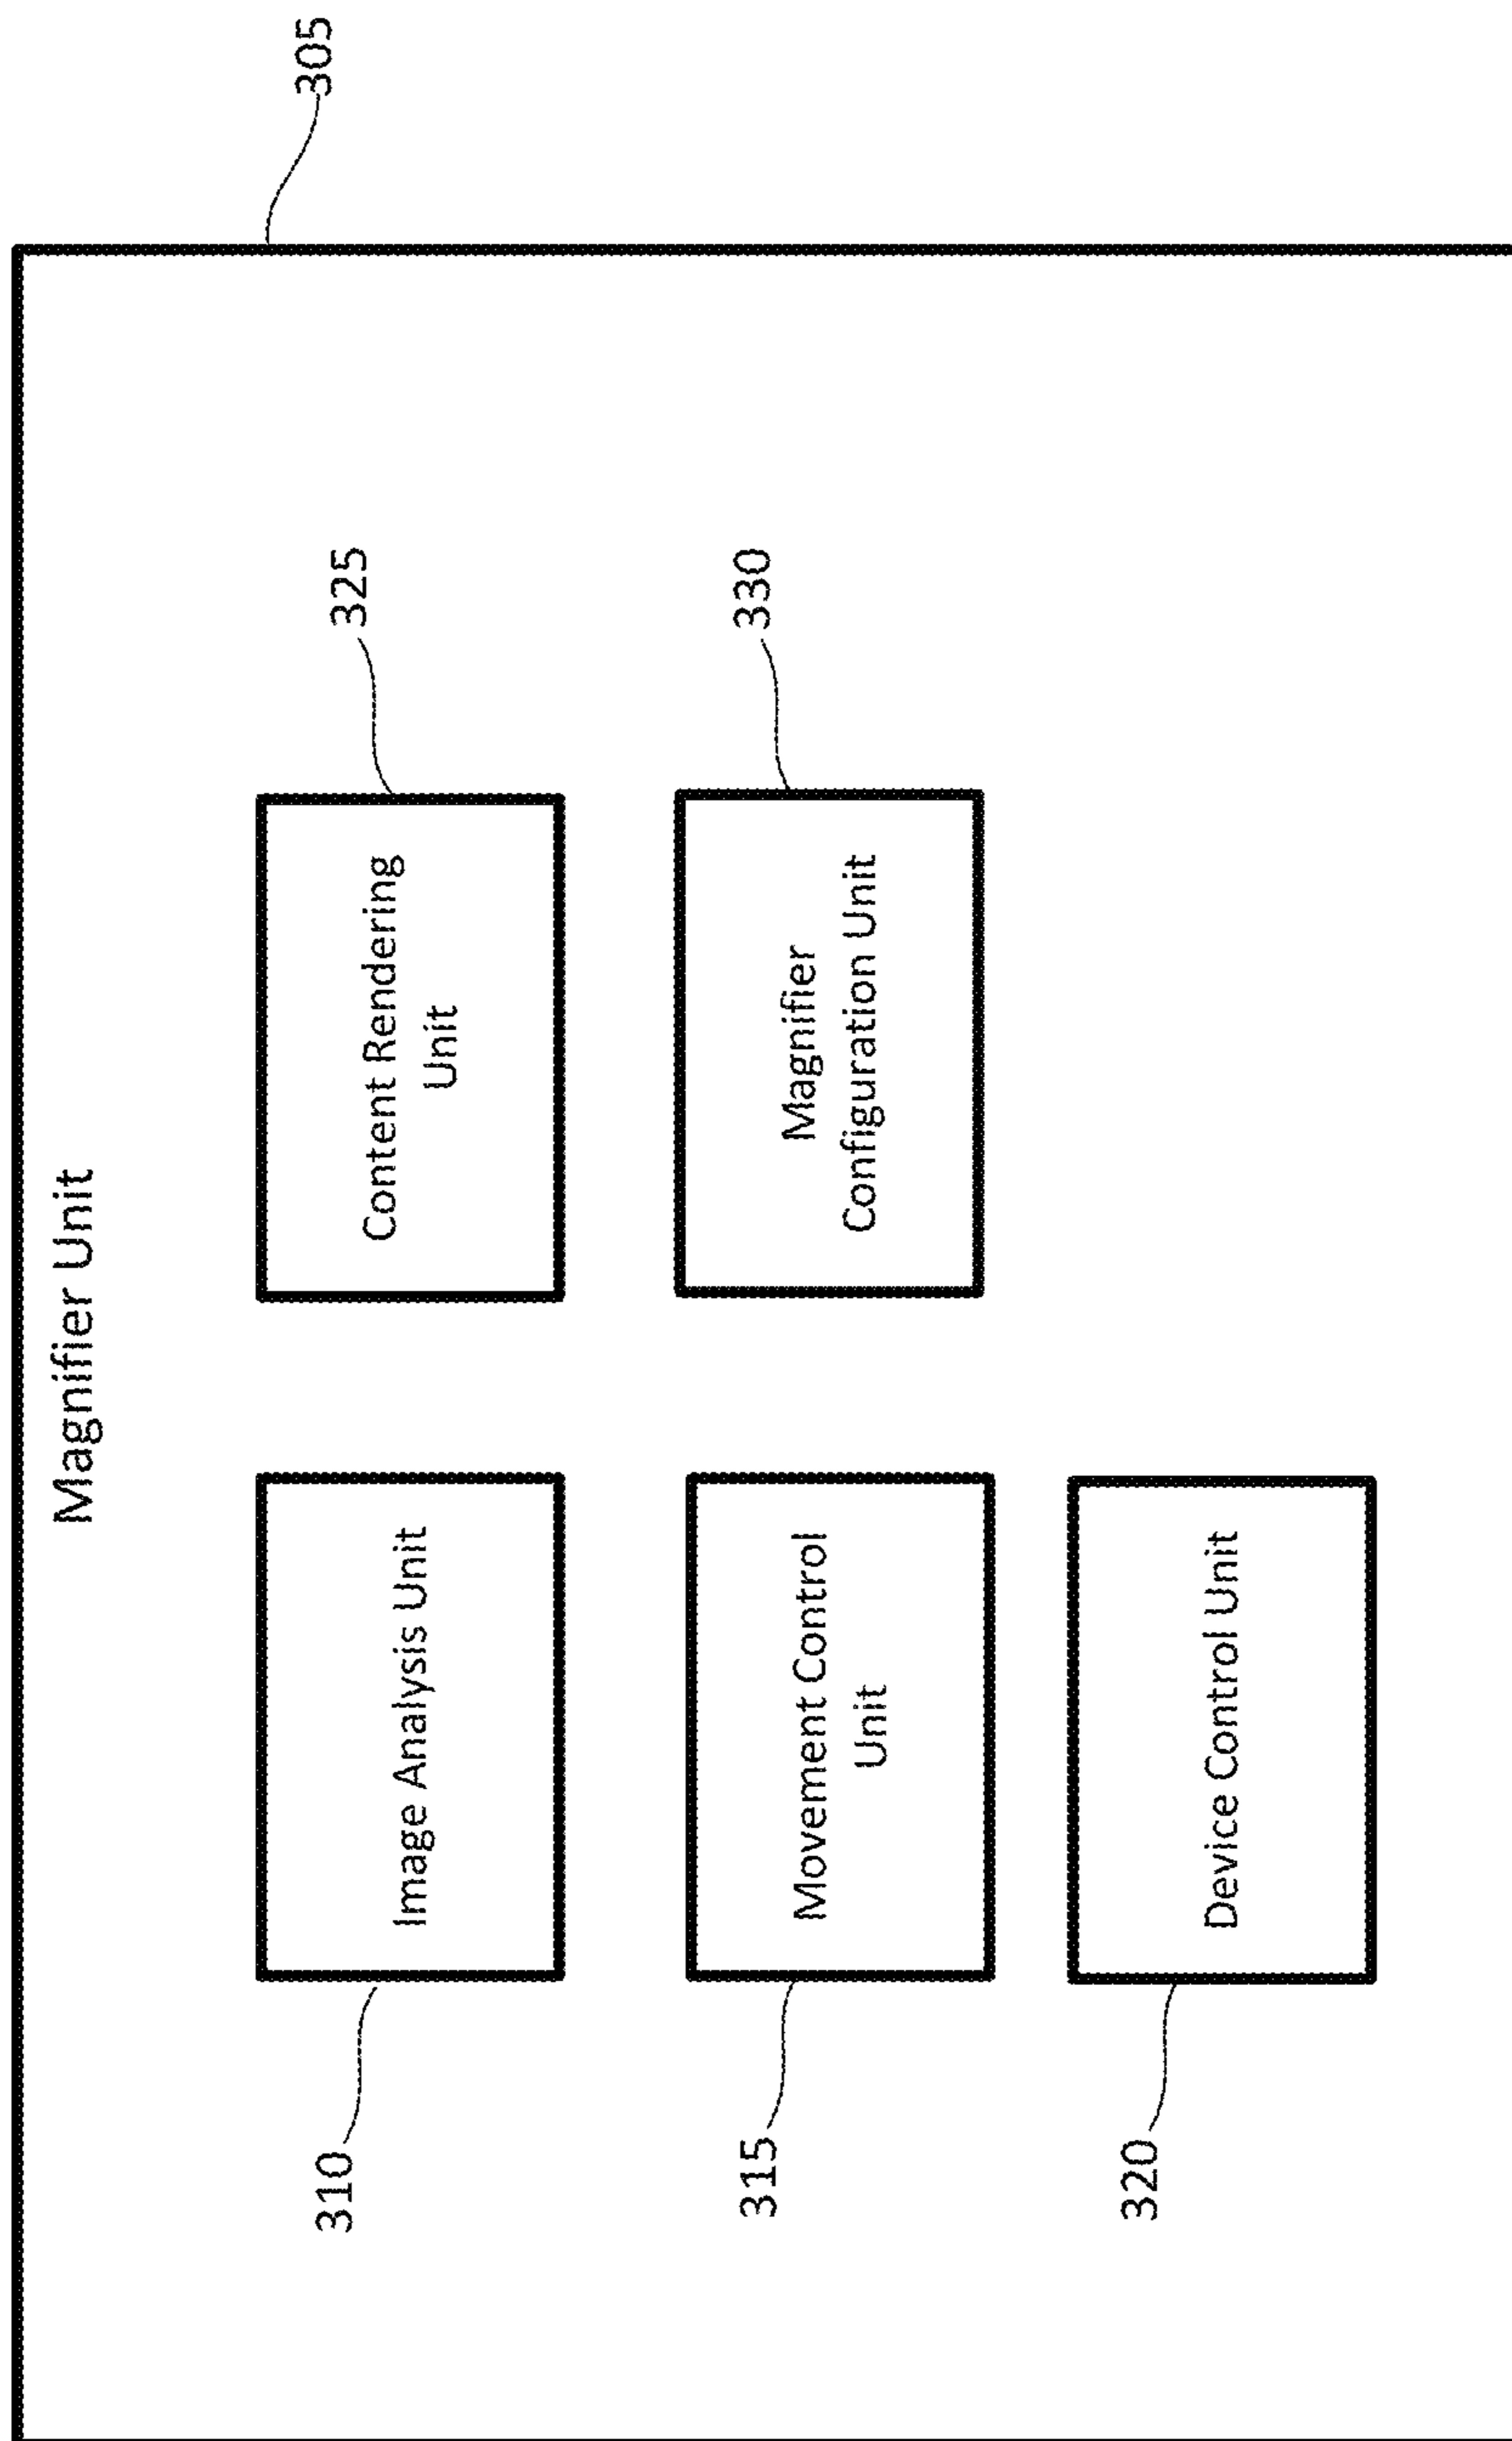 Magnifier Unit
305
310
Image Analysis Unit
Content Rendering
Unit
325
315
Movement Control
Unit
Magnifier
Configuration Unit
330
320
Device Control Unit